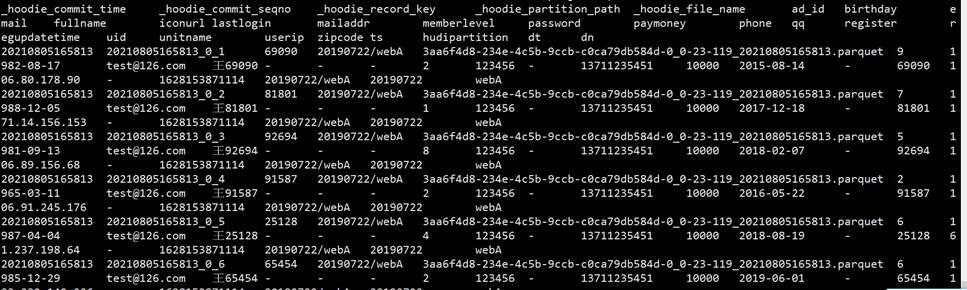 _hoodie_commit_time _hoodie_commit_seqno _hoodie_record_key _hoodie_partition_path _hoodie_file_name ad_id birthday e
mail fullname iconurl lastlogin mailaddr memberlevel password paymoney phone qq register r
egupdatetime uid unitname userip zipcode ts hudipartition dt dn
20210805165813 20210805165813_0_1 69090 20190722/webA 3aa6f4d8-234e-4c5b-9ccb-c0ca79db584d-0_0-23-119_20210805165813.parquet 9 1
982-08-17 test@126.com 王69090 - - 2 123456 - 13711235451 10000 2015-08-14 - 69090 1
06.80.178.90 - 1628153871114 20190722/webA 20190722 webA
20210805165813 20210805165813_0_2 81801 20190722/webA 3aa6f4d8-234e-4c5b-9ccb-c0ca79db584d-0_0-23-119_20210805165813.parquet 7 1
988-12-05 test@126.com 王81801 - - 1 123456 - 13711235451 10000 2017-12-18 - 81801 1
71.14.156.153 - 1628153871114 20190722/webA 20190722 webA
20210805165813 20210805165813_0_3 92694 20190722/webA 3aa6f4d8-234e-4c5b-9ccb-c0ca79db584d-0_0-23-119_20210805165813.parquet 5 1
981-09-13 test@126.com 王92694 - - 8 123456 - 13711235451 10000 2018-02-07 - 92694 1
06.89.156.68 - 1628153871114 20190722/webA 20190722 webA
20210805165813 20210805165813_0_4 91587 20190722/webA 3aa6f4d8-234e-4c5b-9ccb-c0ca79db584d-0_0-23-119_20210805165813.parquet 2 1
965-03-11 test@126.com 王91587 - - 2 123456 - 13711235451 10000 2016-05-22 - 91587 1
06.91.245.176 - 1628153871114 20190722/webA 20190722 webA
20210805165813 20210805165813_0_5 25128 20190722/webA 3aa6f4d8-234e-4c5b-9ccb-c0ca79db584d-0_0-23-119_20210805165813.parquet 6 1
987-04-04 test@126.com 王25128 - - 4 123456 - 13711235451 10000 2018-08-19 - 25128 6
1.237.198.64 - 1628153871114 20190722/webA 20190722 webA
20210805165813 20210805165813_0_6 65454 20190722/webA 3aa6f4d8-234e-4c5b-9ccb-c0ca79db584d-0_0-23-119_20210805165813.parquet 6 1
985-12-29 test@126.com 王65454 - - 2 123456 - 13711235451 10000 2019-06-01 - 65454 1